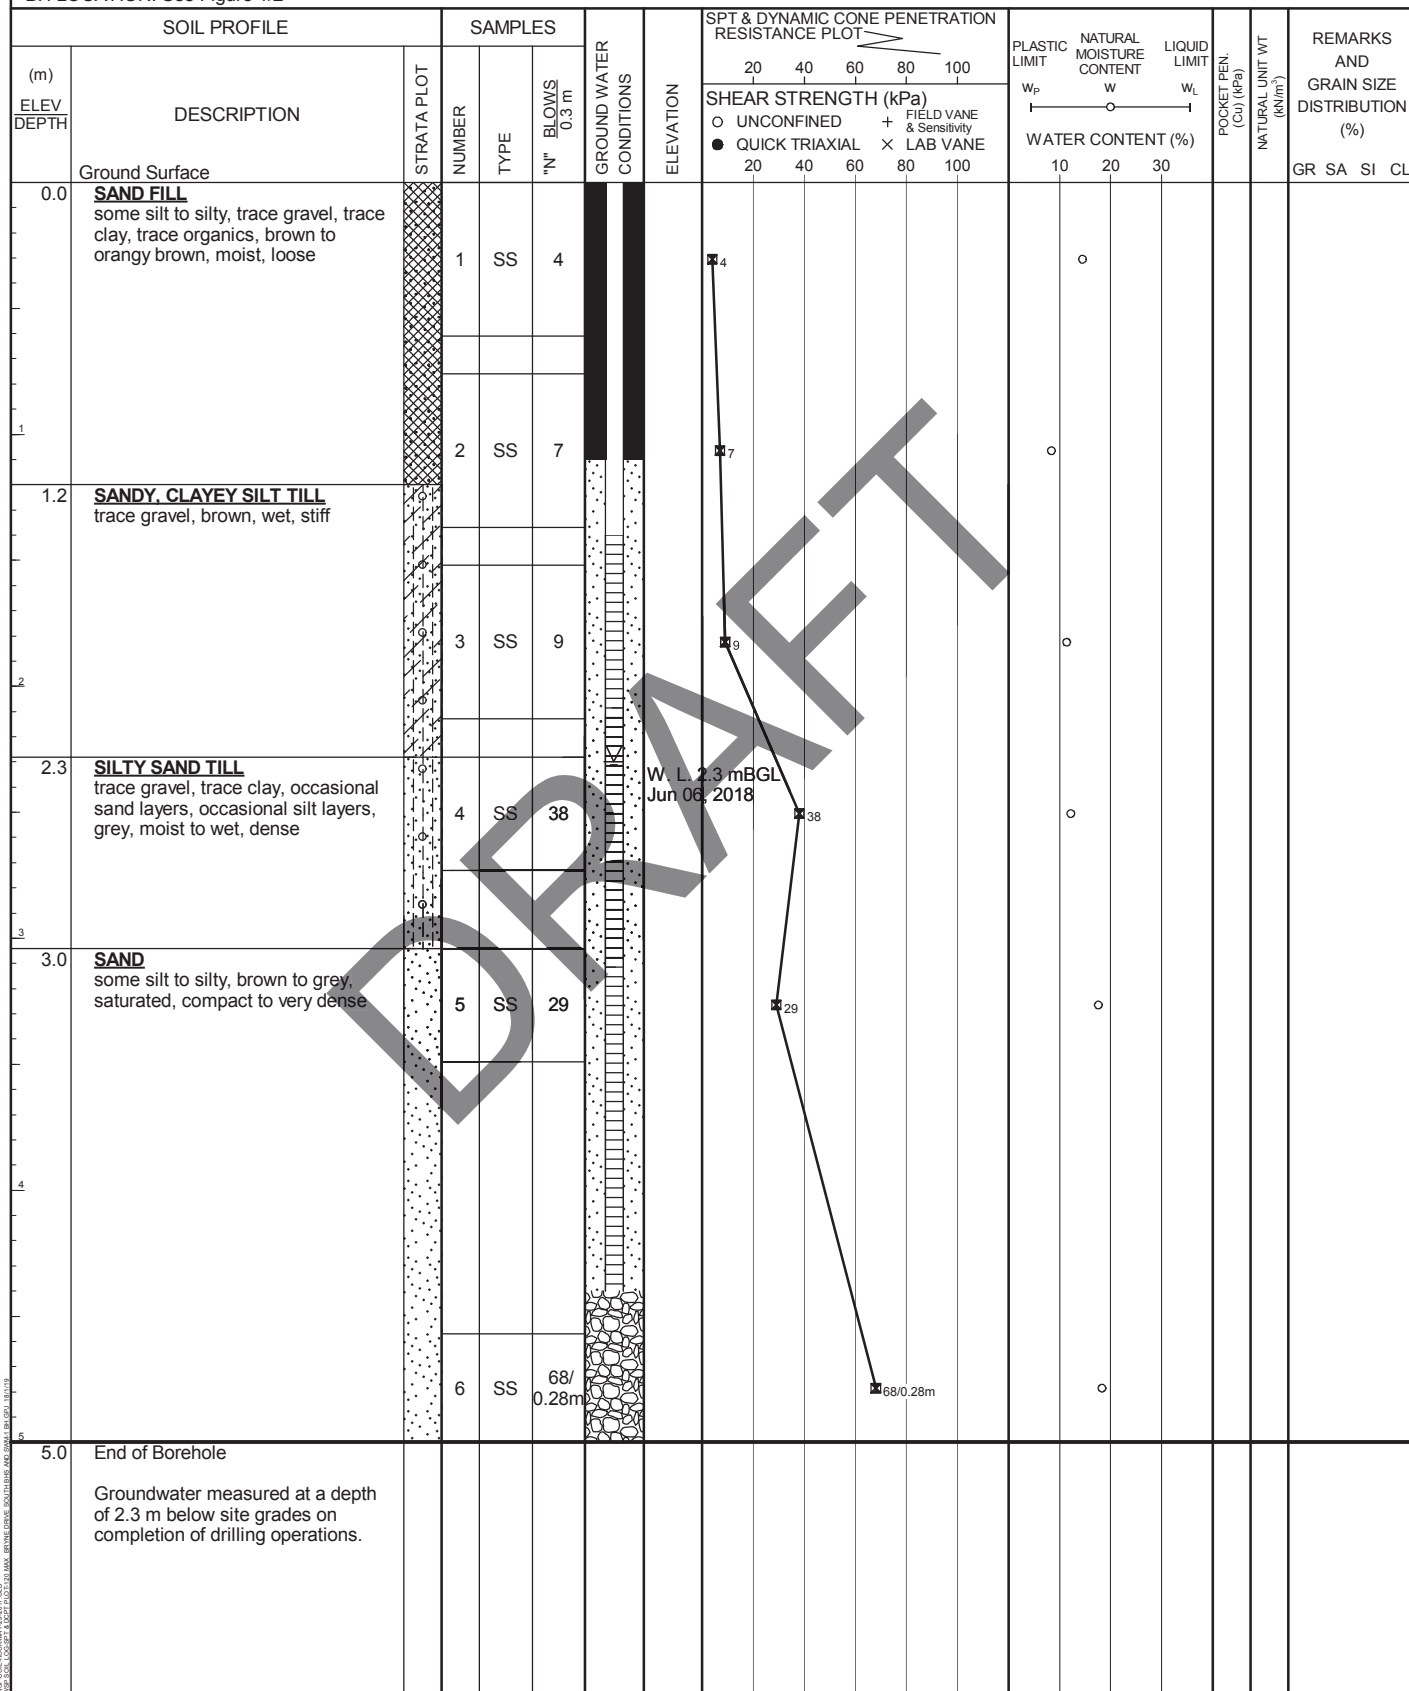 SOIL PROFILE
SAMPLES
(m)
ELEV
DEPTH
DESCRIPTION
Ground Surface
STRATA PLOT
NUMBER
TYPE
"N" BLOWS
0.3 m
GROUND WATER
CONDITIONS
ELEVATION
SPT & DYNAMIC CONE PENETRATION
RESISTANCE PLOT
20 40 60 80 100
SHEAR STRENGTH (kPa)
○ UNCONFINED + FIELD VANE
& Sensitivity
● QUICK TRIAXIAL × LAB VANE
20 40 60 80 100
PLASTIC
LIMIT
NATURAL
MOISTURE
CONTENT
LIQUID
LIMIT
WP W WL
WATER CONTENT (%)
10 20 30
POCKET PEN.
(Cu) (kPa)
NATURAL UNIT WT
(kN/m³)
REMARKS
AND
GRAIN SIZE
DISTRIBUTION
(%)
GR SA SI CL
0.0 SAND FILL
some silt to silty, trace gravel, trace
clay, trace organics, brown to
orangy brown, moist, loose
1 SS 4
4
1
2 SS 7
7
1.2 SANDY, CLAYEY SILT TILL
trace gravel, brown, wet, stiff
3 SS 9
9
2
2.3 SILTY SAND TILL
trace gravel, trace clay, occasional
sand layers, occasional silt layers,
grey, moist to wet, dense
W. L. 2.3 mBGL
Jun 06, 2018
4 SS 38
38
3
3.0 SAND
some silt to silty, brown to grey,
saturated, compact to very dense
5 SS 29
29
4
6 SS 68/
0.28m
68/0.28m
5
5.0 End of Borehole
Groundwater measured at a depth
of 2.3 m below site grades on
completion of drilling operations.
DRAFT